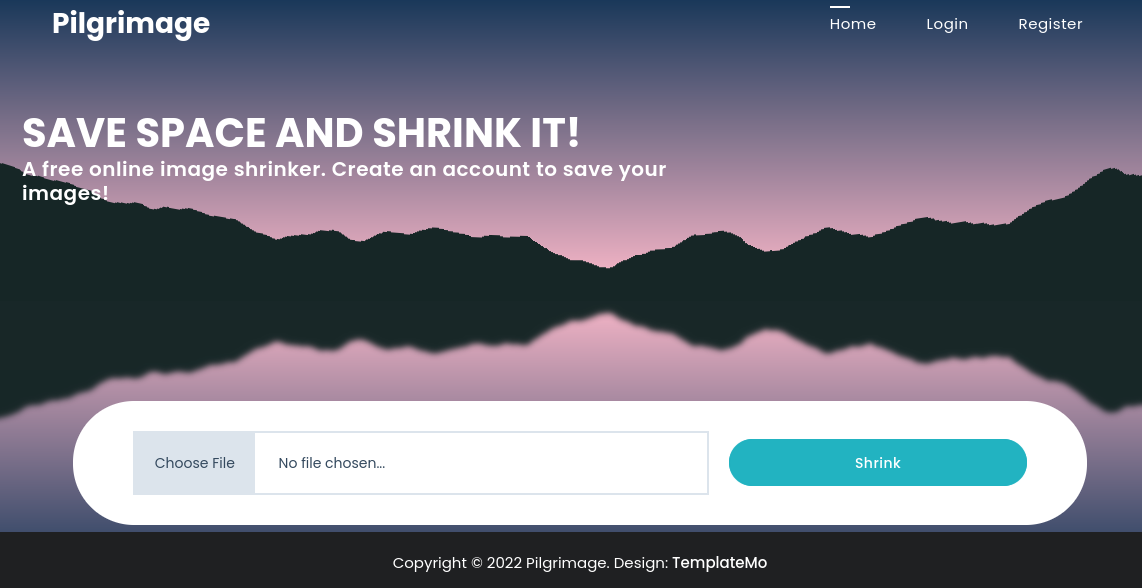 Pilgrimage
Home
Login
Register
SAVE SPACE AND SHRINK IT!
A free online image shrinker. Create an account to save your
images!
Choose File
No file chosen...
Shrink
Copyright © 2022 Pilgrimage. Design: TemplateMo